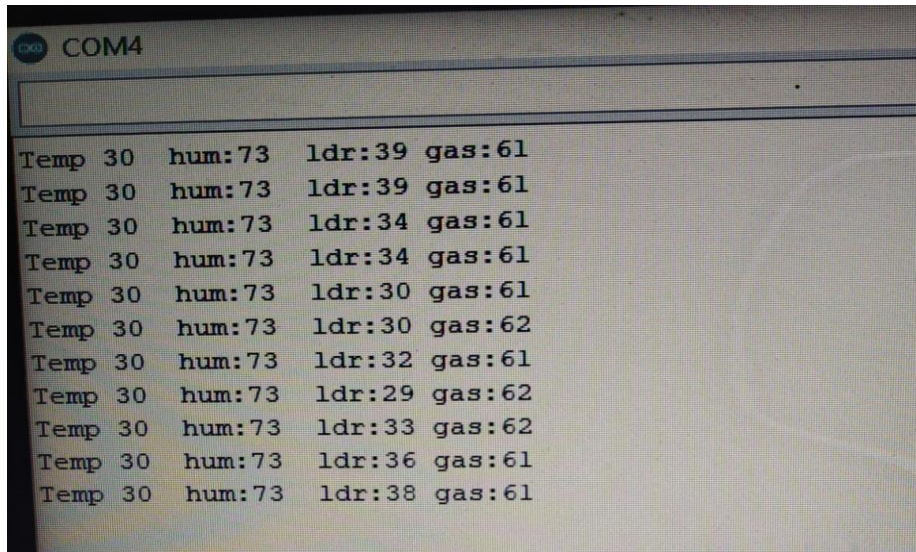 COM4
Temp 30 hum:73 ldr:39 gas:61
Temp 30 hum:73 ldr:39 gas:61
Temp 30 hum:73 ldr:34 gas:61
Temp 30 hum:73 ldr:34 gas:61
Temp 30 hum:73 ldr:30 gas:61
Temp 30 hum:73 ldr:30 gas:62
Temp 30 hum:73 ldr:32 gas:61
Temp 30 hum:73 ldr:29 gas:62
Temp 30 hum:73 ldr:33 gas:62
Temp 30 hum:73 ldr:36 gas:61
Temp 30 hum:73 ldr:38 gas:61